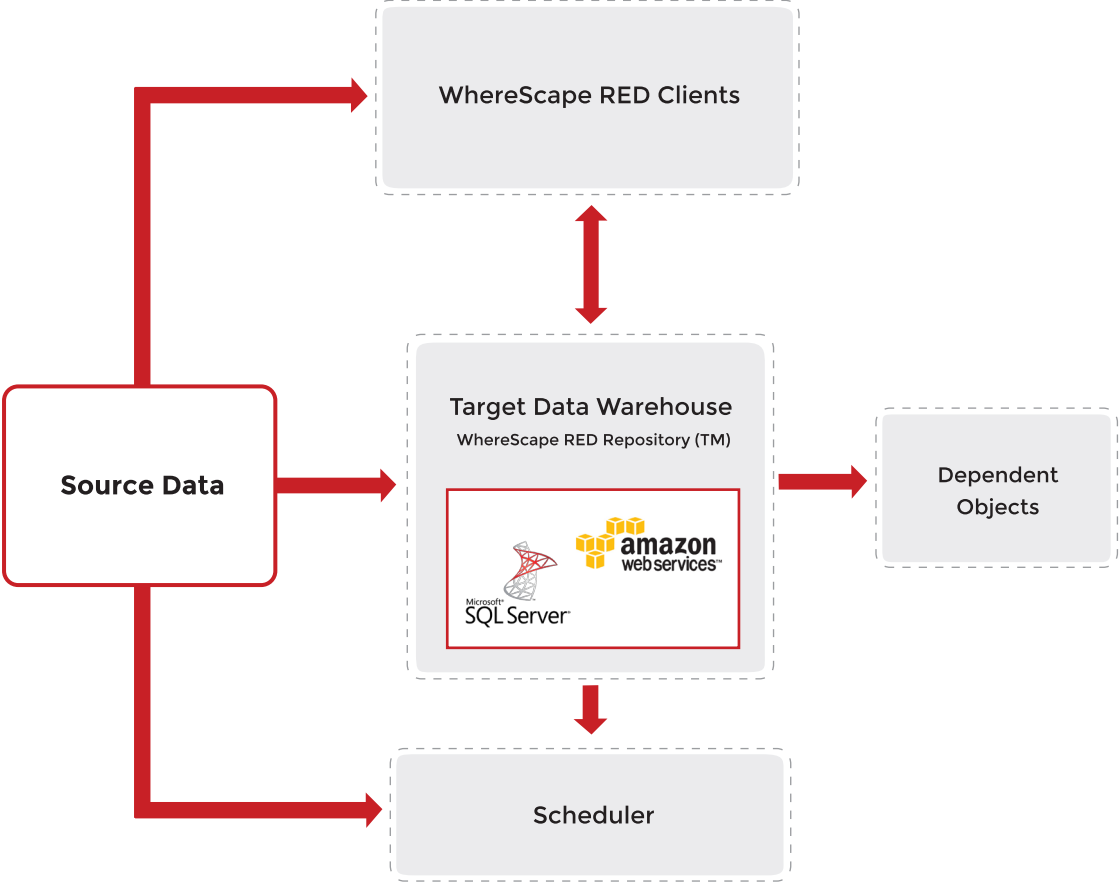 WhereScape RED Clients
Target Data Warehouse
WhereScape RED Repository (TM)
Source Data
Dependent
Objects
amazon
web services™
Microsoft®
SQL Server™
Scheduler